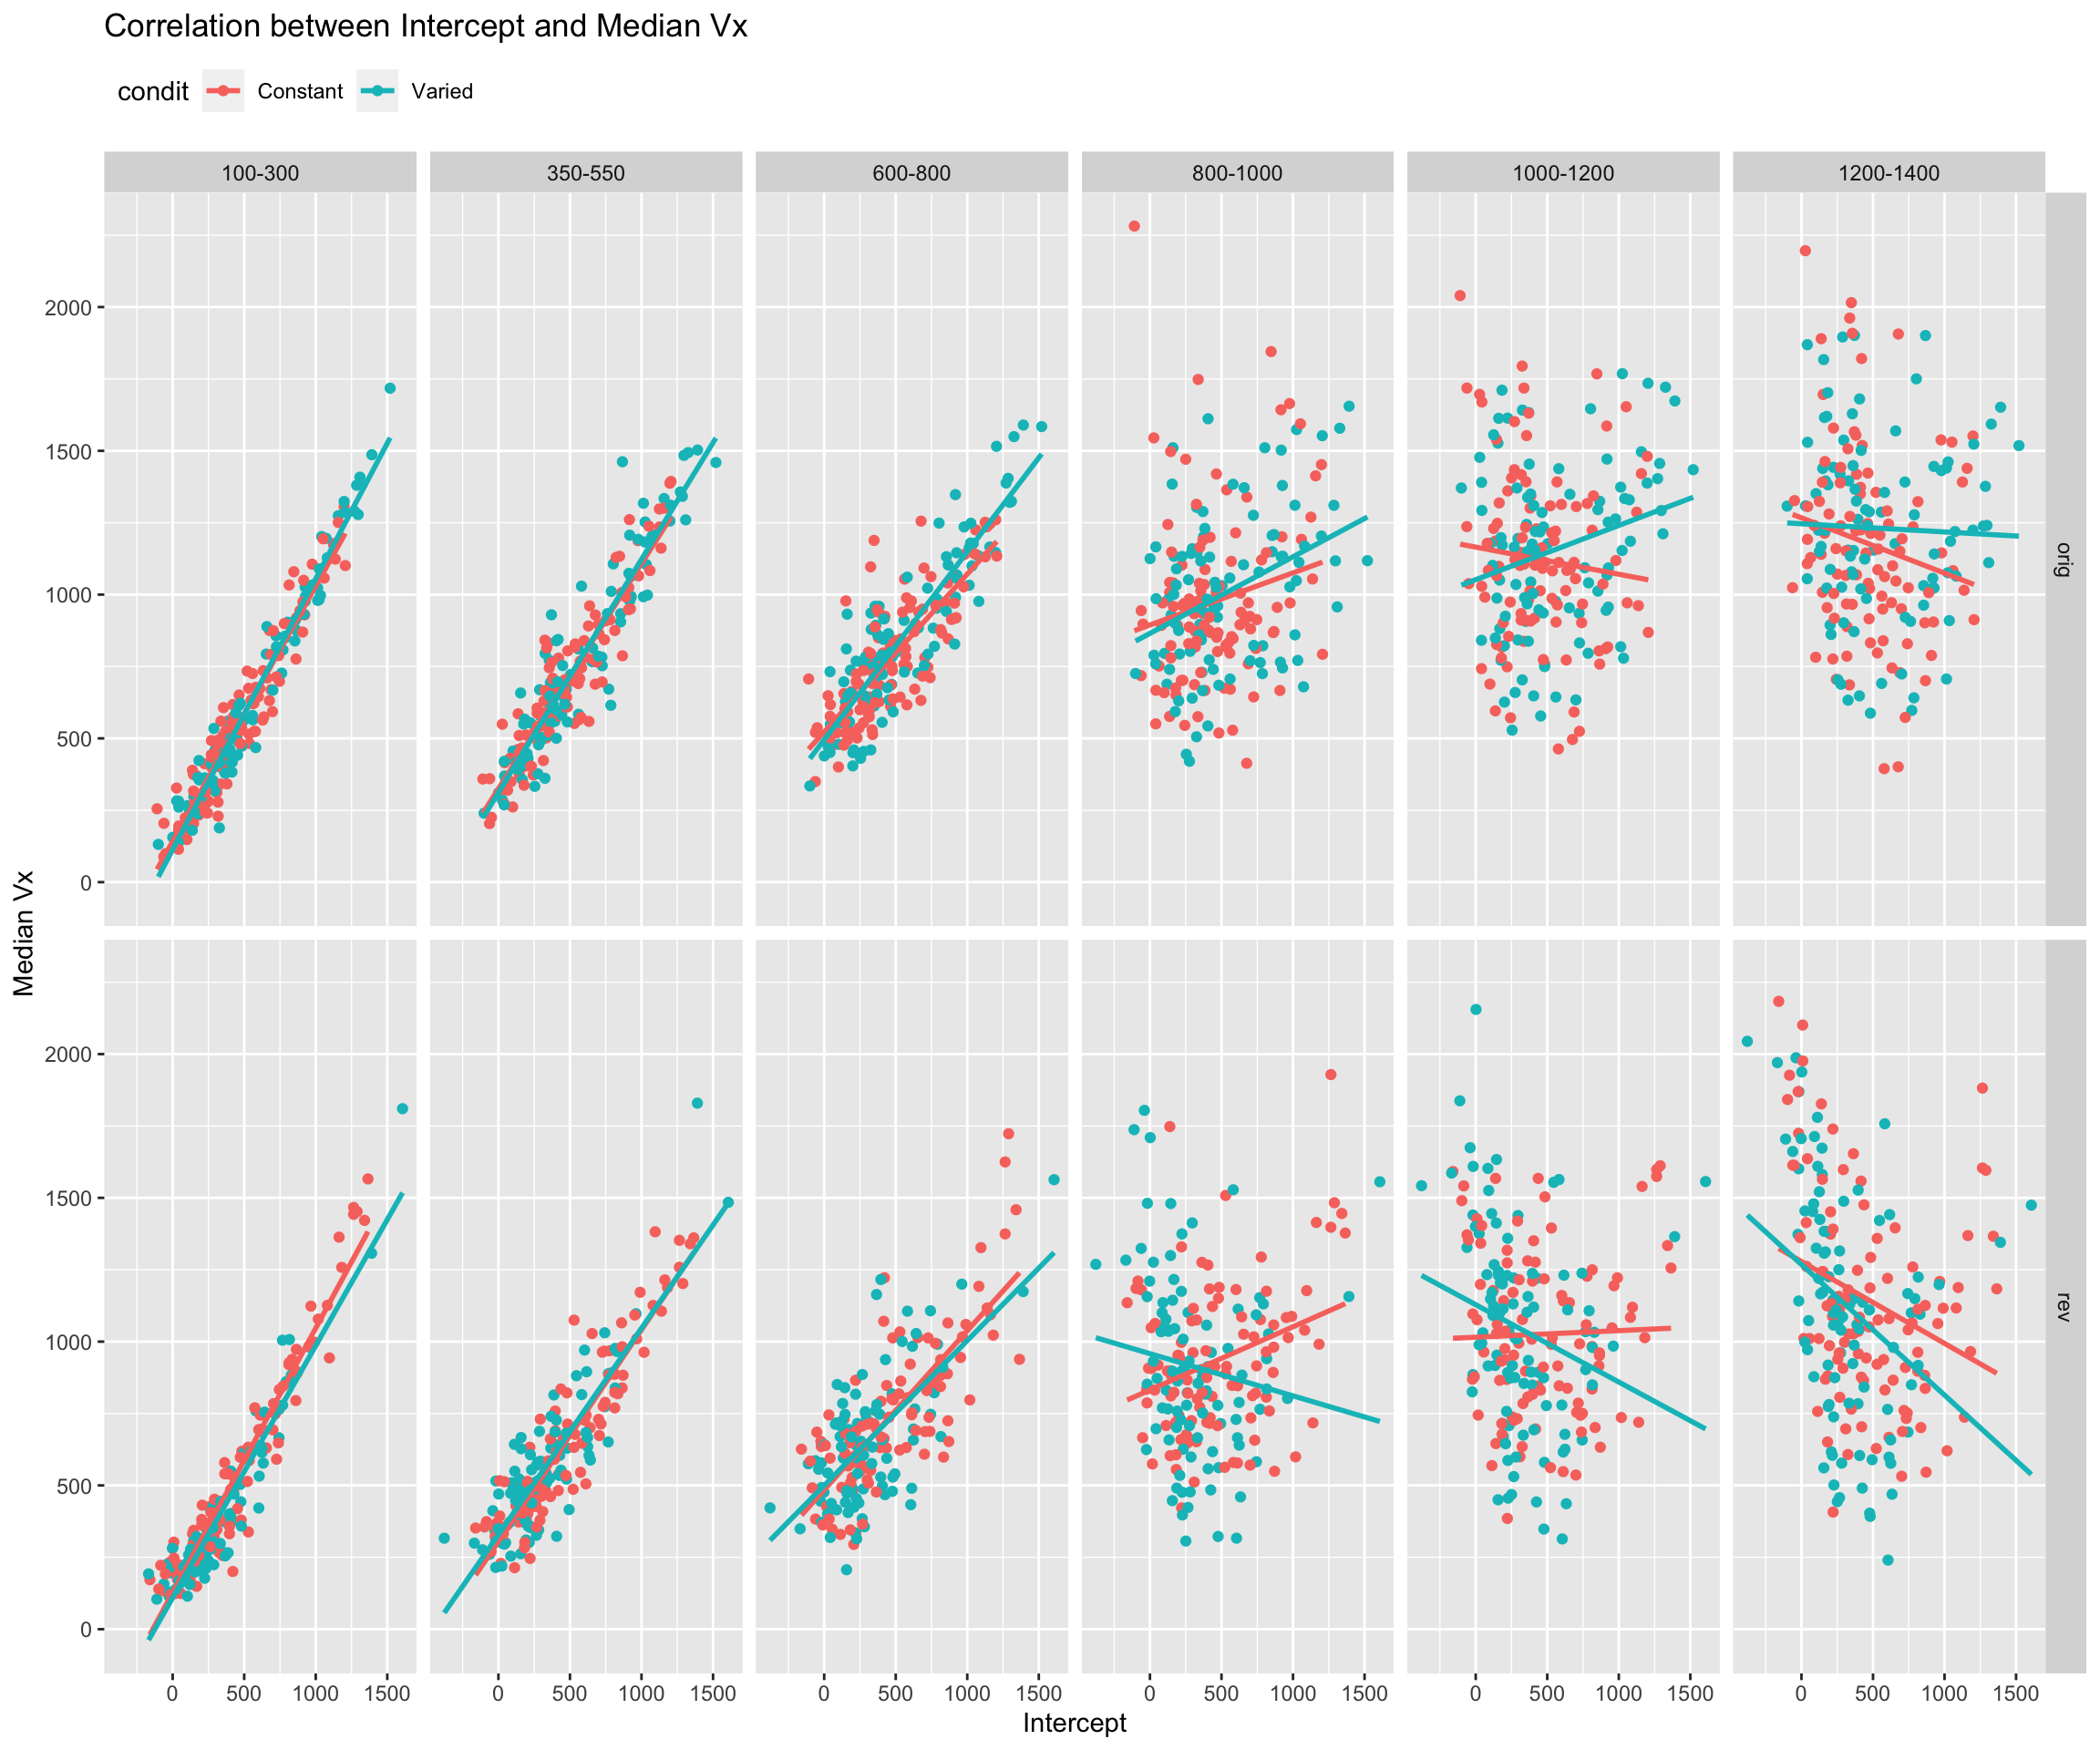 Correlation between Intercept and Median Vx
condit Constant Varied
100-300 350-550 600-800 800-1000 1000-1200 1200-1400
2000
1500
1000
500
0
orig
Median Vx
2000
1500
1000
500
0
rev
0 500 1000 1500 0 500 1000 1500 0 500 1000 1500 0 500 1000 1500 0 500 1000 1500 0 500 1000 1500
Intercept